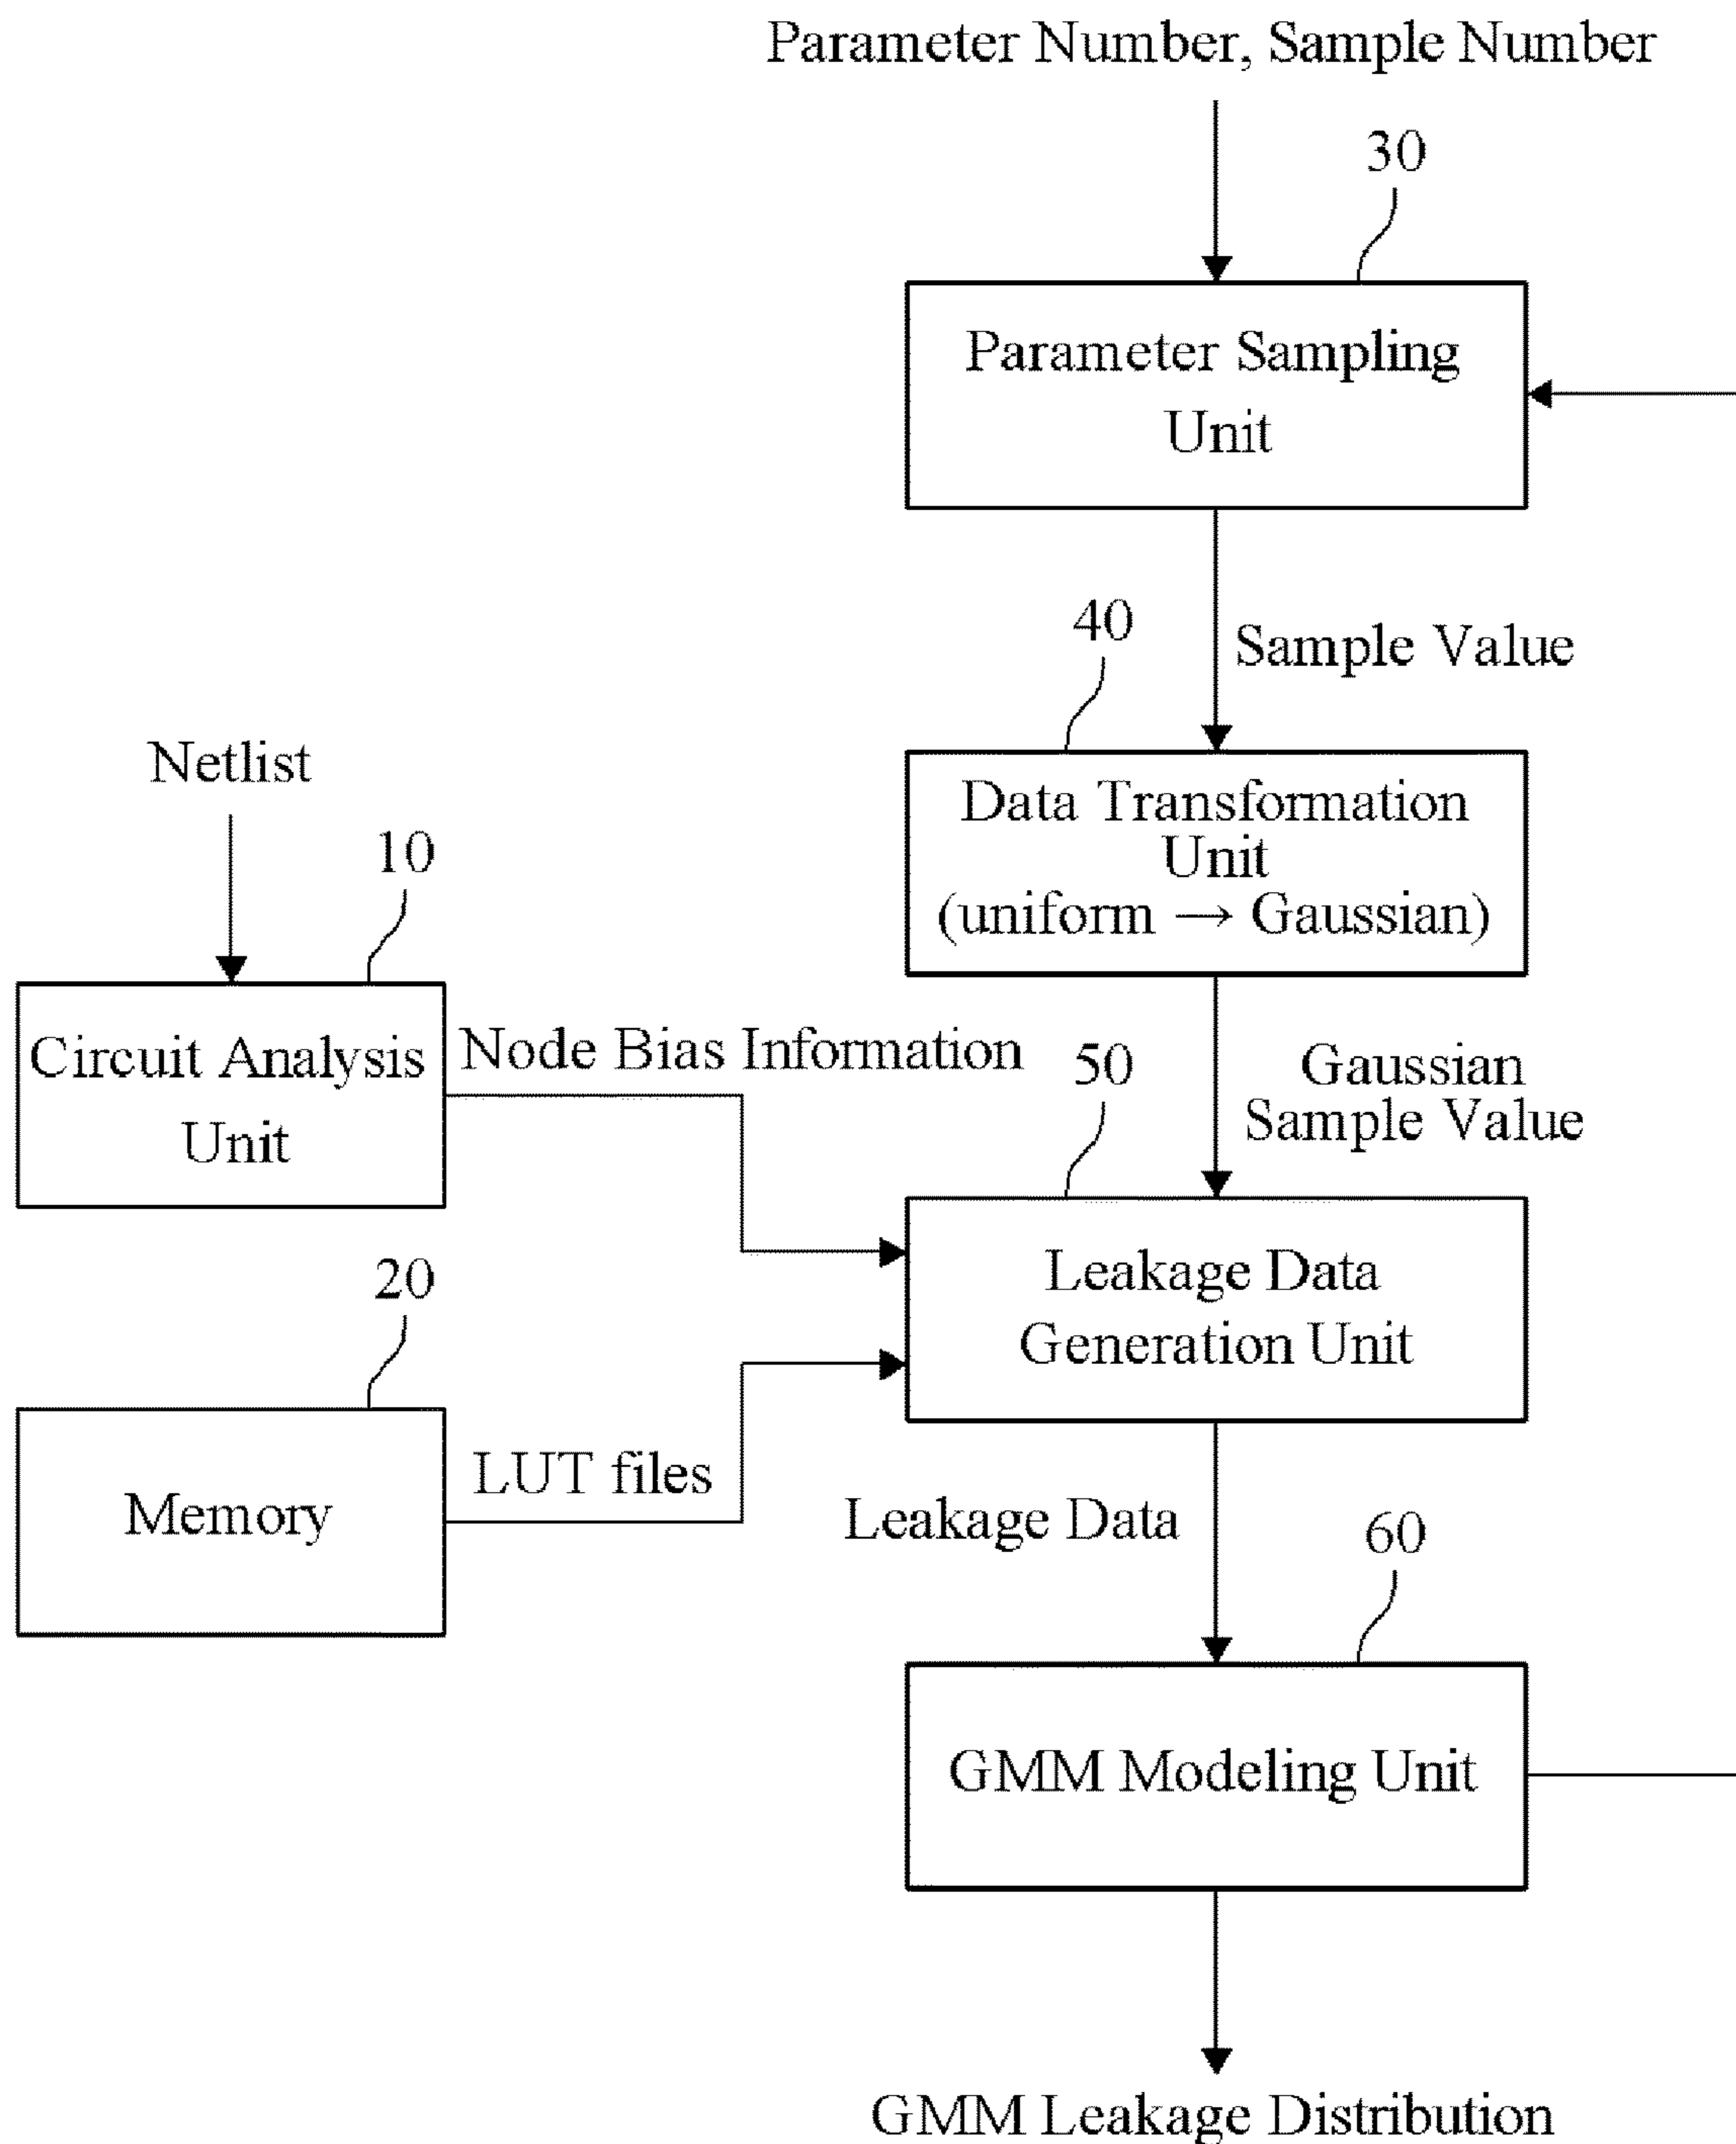 Parameter Number, Sample Number
30
Parameter Sampling
Unit
40
Sample Value
Netlist
10
Data Transformation
Unit
(uniform → Gaussian)
Circuit Analysis
Unit
Node Bias Information
50
Gaussian
Sample Value
20
Leakage Data
Generation Unit
Memory
LUT files
Leakage Data
60
GMM Modeling Unit
GMM Leakage Distribution